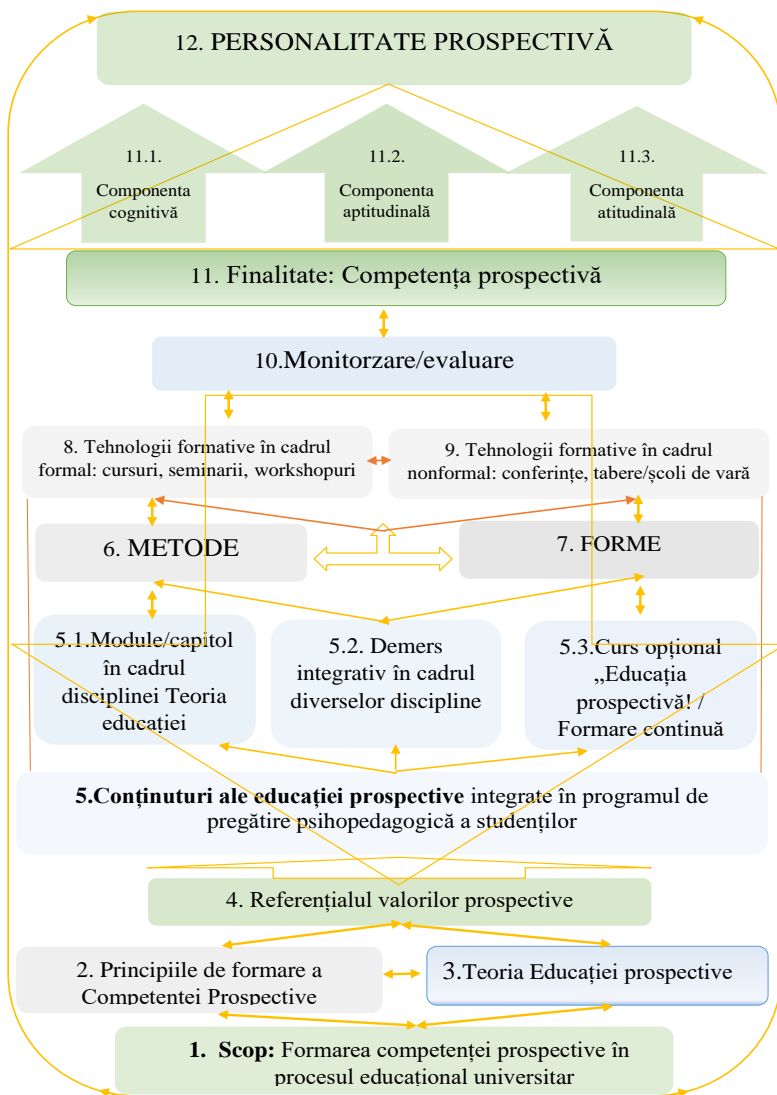 12. PERSONALITATE PROSPECTIVĂ
11.1.
Componenta
cognitivă
11.2.
Componenta
aptitudinală
11.3.
Componenta
atitudinală
11. Finalitate: Competența prospectivă
10.Monitorzare/evaluare
8. Tehnologii formative în cadrul
formal: cursuri, seminarii, workshopuri
9. Tehnologii formative în cadrul
nonformal: conferințe, tabere/școli de
vară
6. METODE
7. FORME
5.1.Module/capitol
în cadrul
disciplinei Teoria
educației
5.2. Demers
integrativ în cadrul
diverselor discipline
5.3.Curs opțional
„Educația
prospectivă! /
Formare continuă
5.Conținuturi ale educației prospective integrate în programul de
pregătire psihopedagogică a studenților
4. Referențialul valorilor prospective
2. Principiile de formare a
Competentei Prospective
3.Teoria Educației prospective
1. Scop: Formarea competenței prospective în
procesul educațional universitar